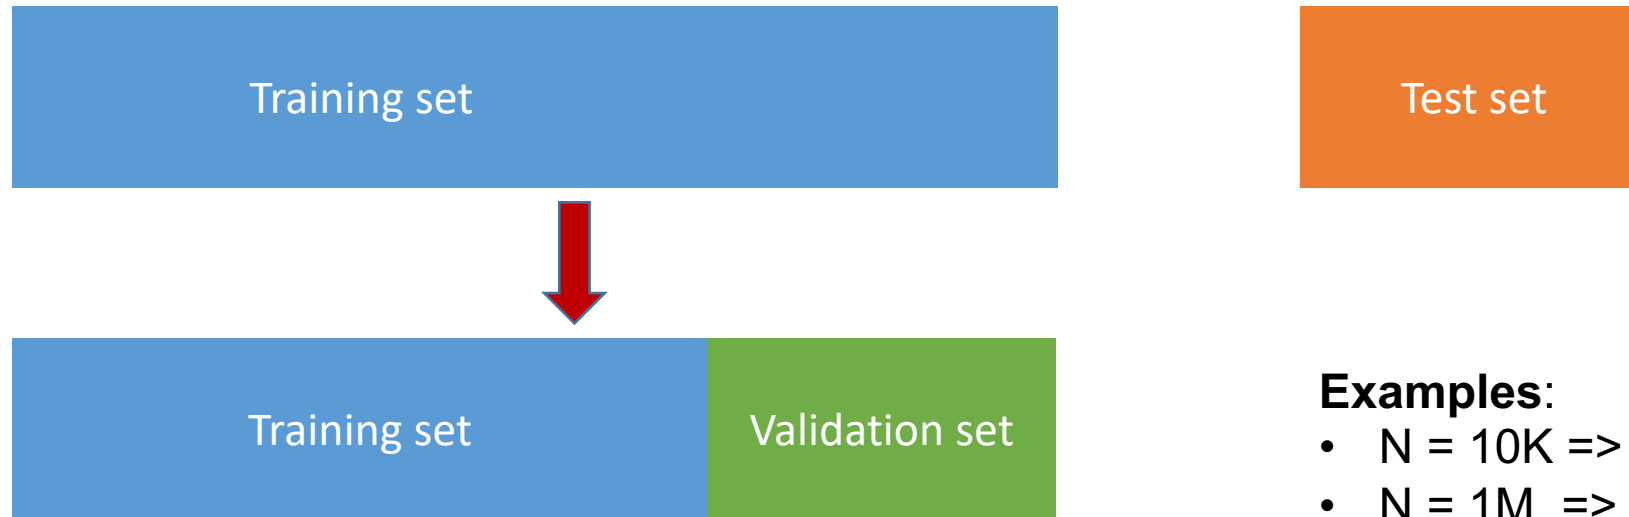 Training set
Test set
Training set
Validation set
Examples:
• N = 10K =>
• N = 1M =>